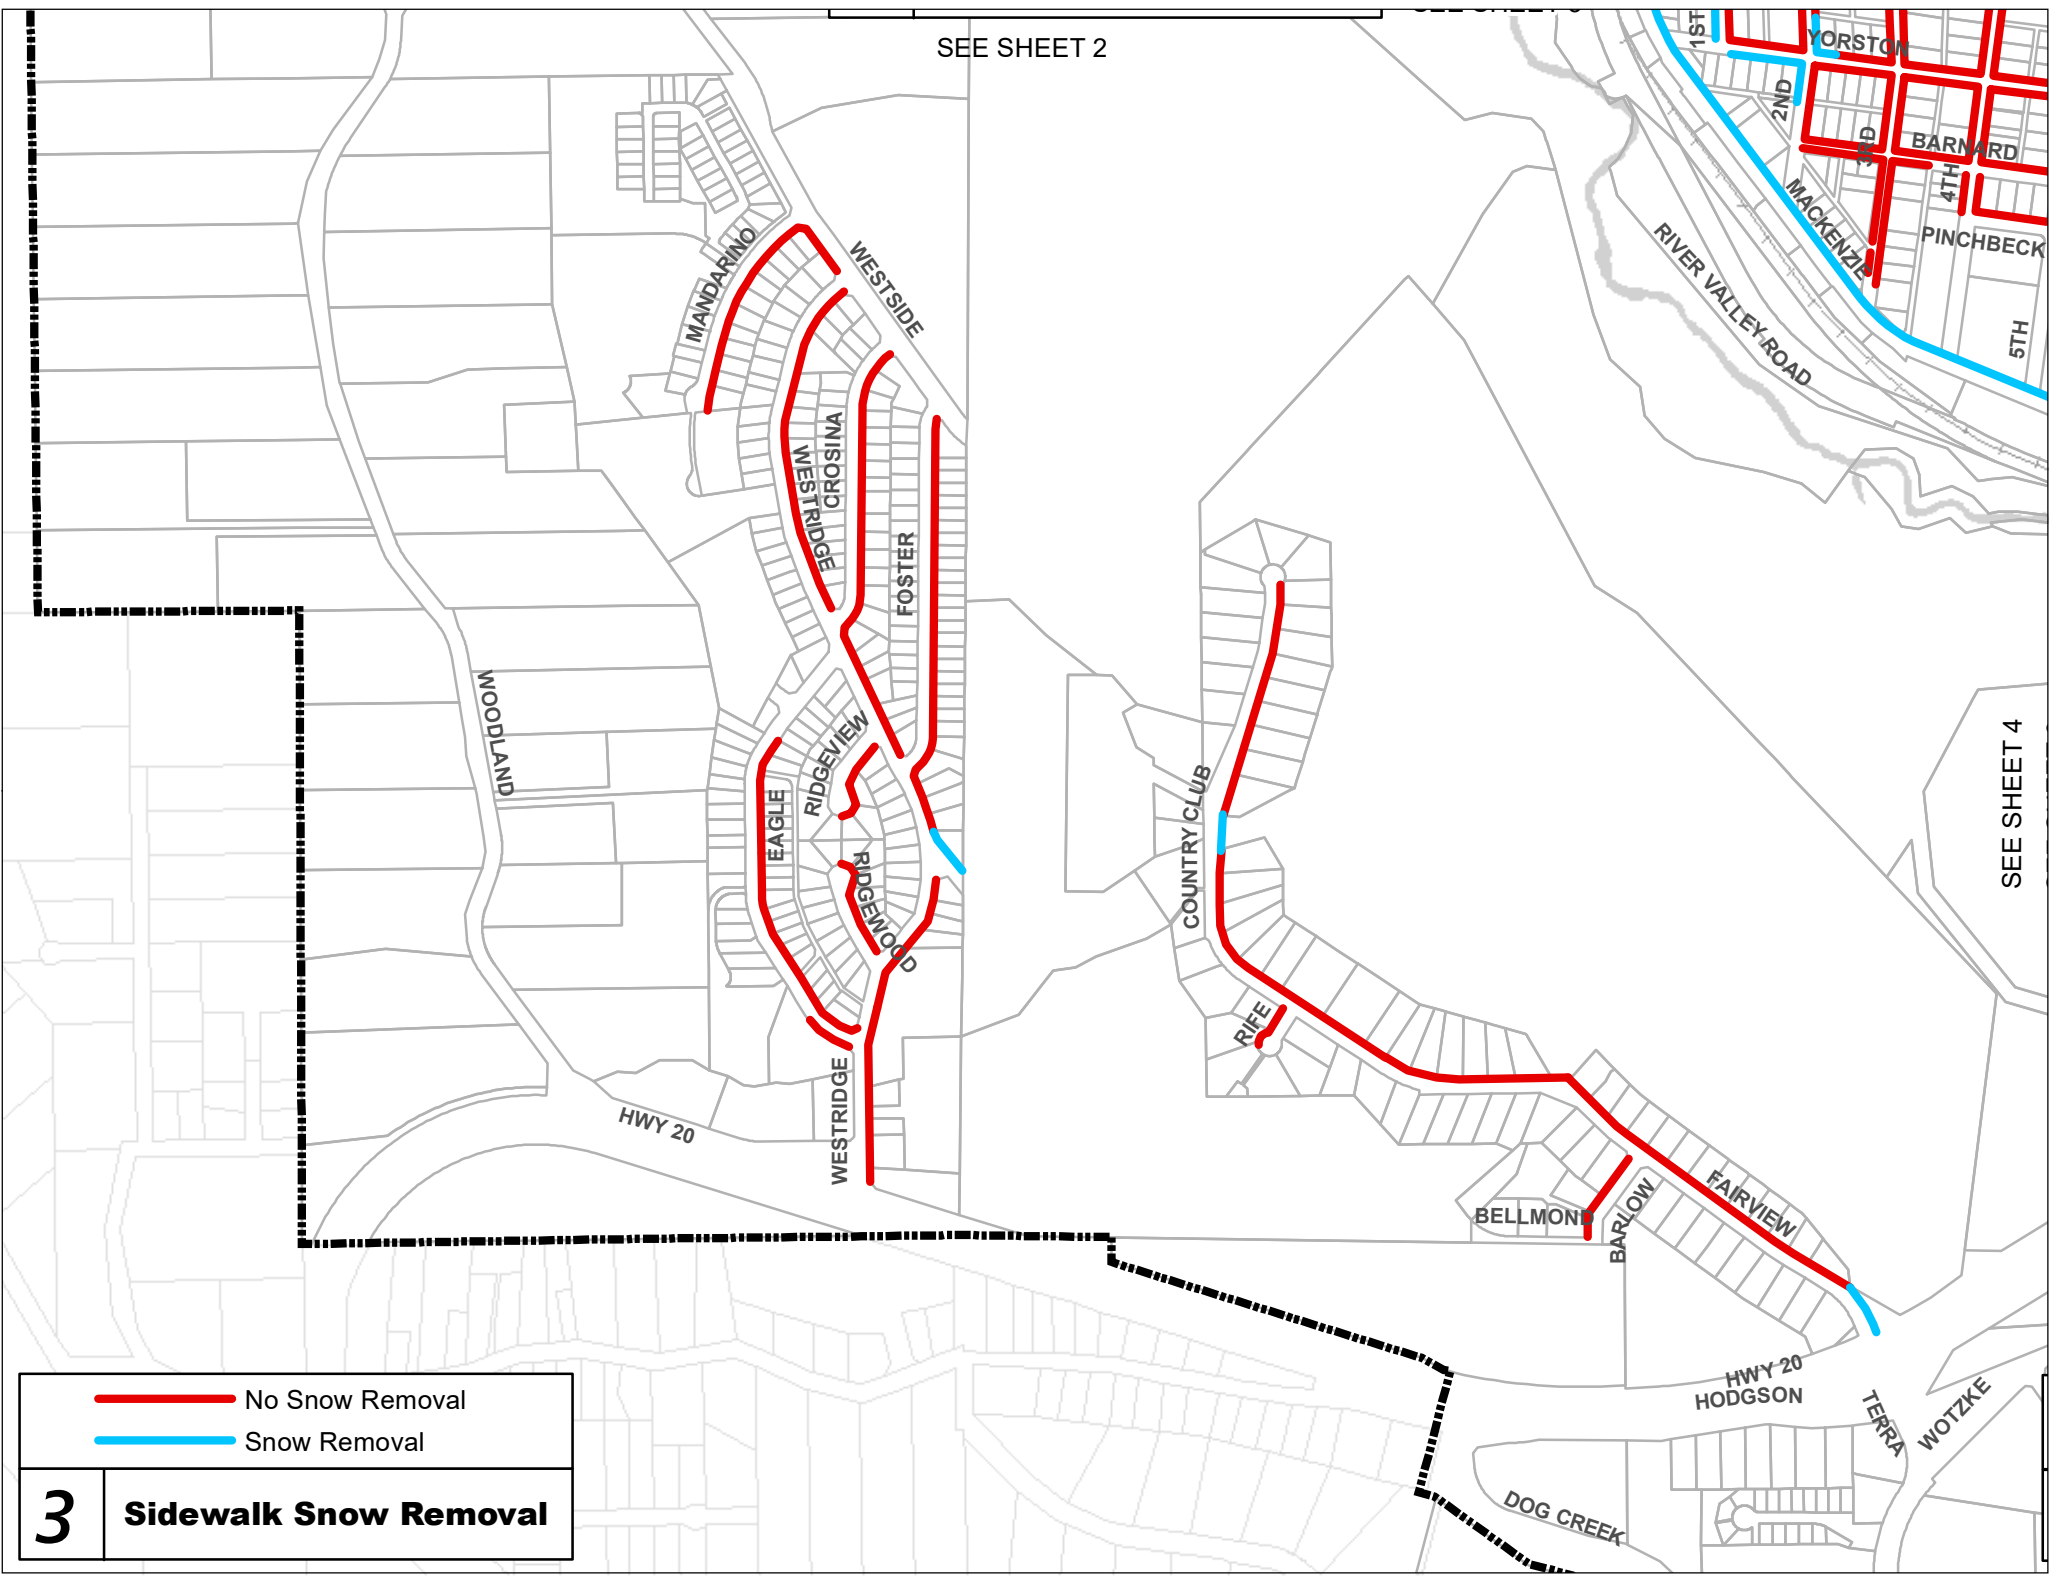 SEE SHEET 2
1ST
YORSTON
2ND
3RD
BARNARD
4TH
MACKENZIE
PINCHBECK
RIVER VALLEY ROAD
5TH
MANDARINO
WESTSIDE
CROSINA
WESTRIDGE
FOSTER
WOODLAND
RIDGEVIEW
EAGLE
RIDGEWOOD
COUNTRY CLUB
SEE SHEET 4
RIFE
WESTRIDGE
HWY 20
BELLMOND
BARLOW
FAIRVIEW
HWY 20
HODGSON
TERRA
WOTZKE
DOG CREEK
No Snow Removal
Snow Removal
3
Sidewalk Snow Removal